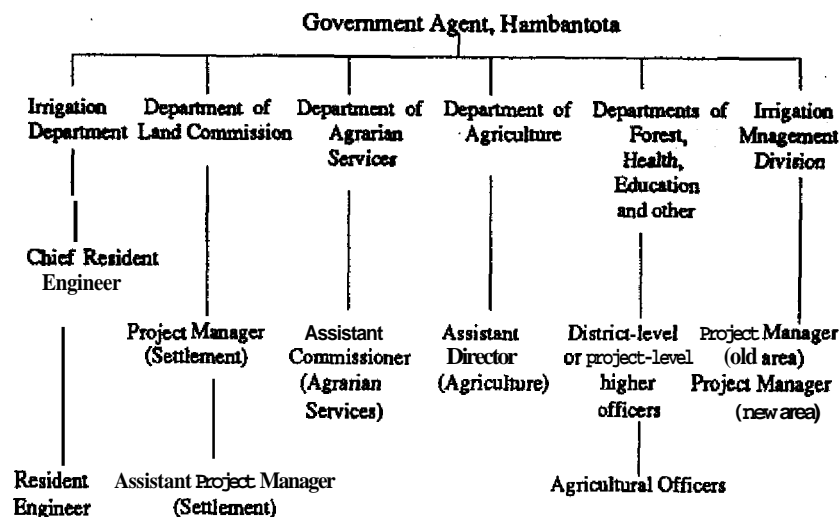 Government Agent, Hambantota
Irrigation
Department
Department of
Land Commission
Department of
Agrarian
Services
Department of
Agriculture
Departments of
Forest,
Health,
Education
and other
Irrigation
Mnagement
Division
Chief Resident
Engineer
Project Manager
(Settlement)
Assistant
Commissioner
(Agrarian
Services)
Assistant
Director
(Agriculture)
District-level
or project-level
higher
officers
Project Manager
(old area)
Project Manager
(new area)
Resident
Engineer
Assistant Project Manager
(Settlement)
Agricultural Officers